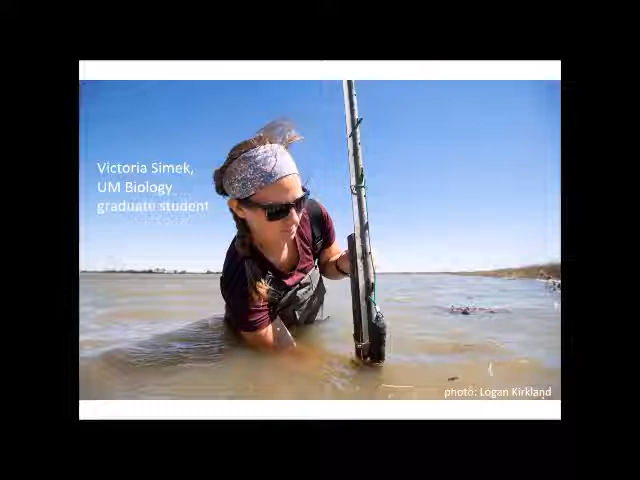 Victoria Simek,
UM Biology
graduate student
photo: Logan Kirkland